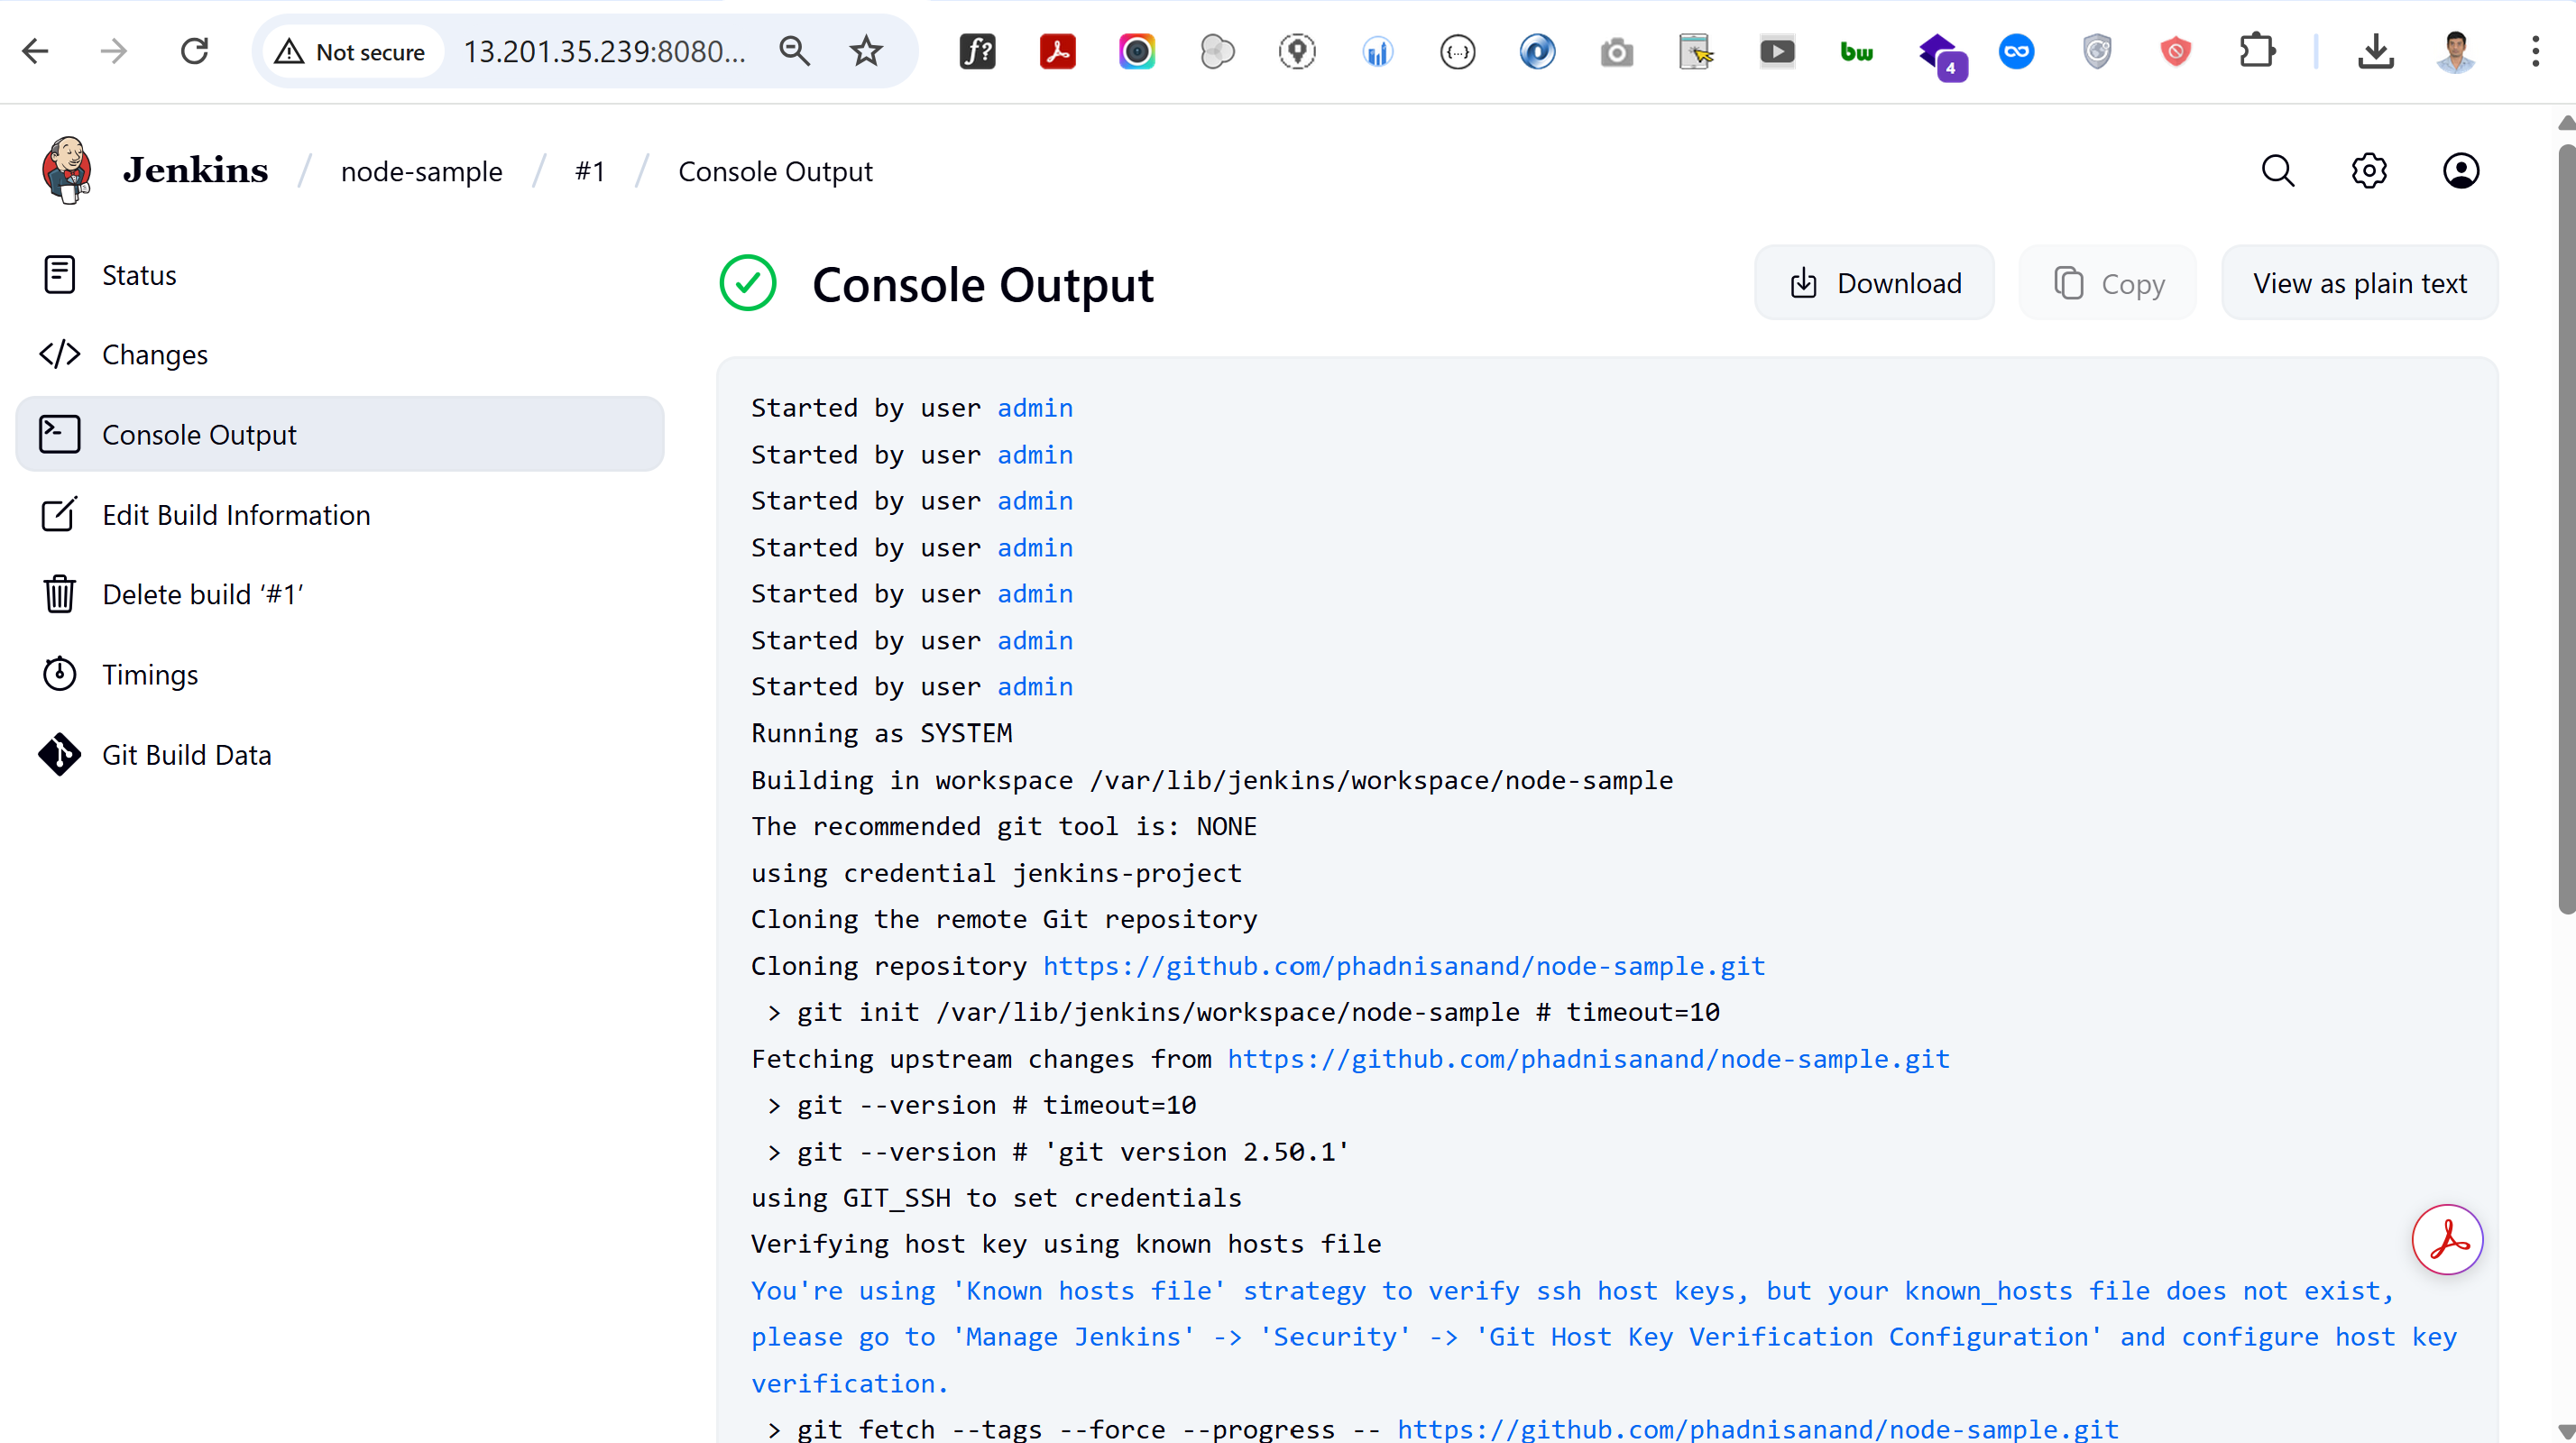 Not secure
13.201.35.239:8080...
f?
{...}
bw
4
Jenkins / node-sample / #1 / Console Output
Status
Changes
Console Output
Edit Build Information
Delete build ‘#1’
Timings
Git Build Data
Console Output
Download
Copy
View as plain text
Started by user admin
Started by user admin
Started by user admin
Started by user admin
Started by user admin
Started by user admin
Started by user admin
Running as SYSTEM
Building in workspace /var/lib/jenkins/workspace/node-sample
The recommended git tool is: NONE
using credential jenkins-project
Cloning the remote Git repository
Cloning repository https://github.com/phadnisanand/node-sample.git
> git init /var/lib/jenkins/workspace/node-sample # timeout=10
Fetching upstream changes from https://github.com/phadnisanand/node-sample.git
> git --version # timeout=10
> git --version # 'git version 2.50.1'
using GIT_SSH to set credentials
Verifying host key using known hosts file
You're using 'Known hosts file' strategy to verify ssh host keys, but your known_hosts file does not exist,
please go to 'Manage Jenkins' -> 'Security' -> 'Git Host Key Verification Configuration' and configure host key
verification.
> git fetch --tags --force --progress -- https://github.com/phadnisanand/node-sample.git